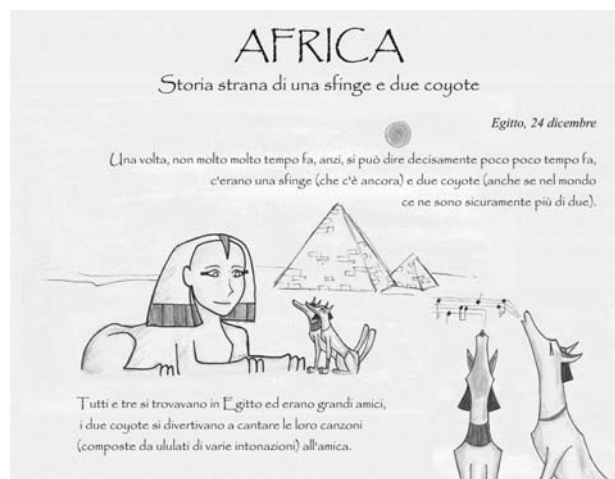 AFRICA
Storia strana di una sfinge e due coyote
Egitto, 24 dicembre
Una volta, non molto molto tempo fa, anzi, si può dire decisamente poco poco tempo fa,
c'erano una sfinge (che c'è ancora) e due coyote (anche se nel mondo
ce ne sono sicuramente più di due).
Tutti e tre si trovavano in Egitto ed erano grandi amici,
i due coyote si divertivano a cantare le loro canzoni
(composte da ululati di varie intonazioni) all'amica.